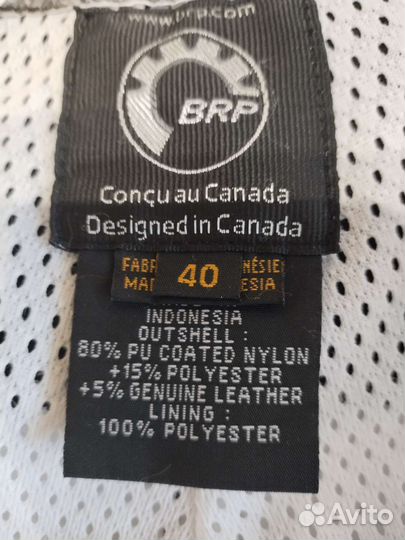 www.brp.com
BRP
Conçu au Canada
Designed in Canada
40
INDONESIA
OUTSHELL :
80% PU COATED NYLON
+15% POLYESTER
+5% GENUINE LEATHER
LINING :
100% POLYESTER
Avito